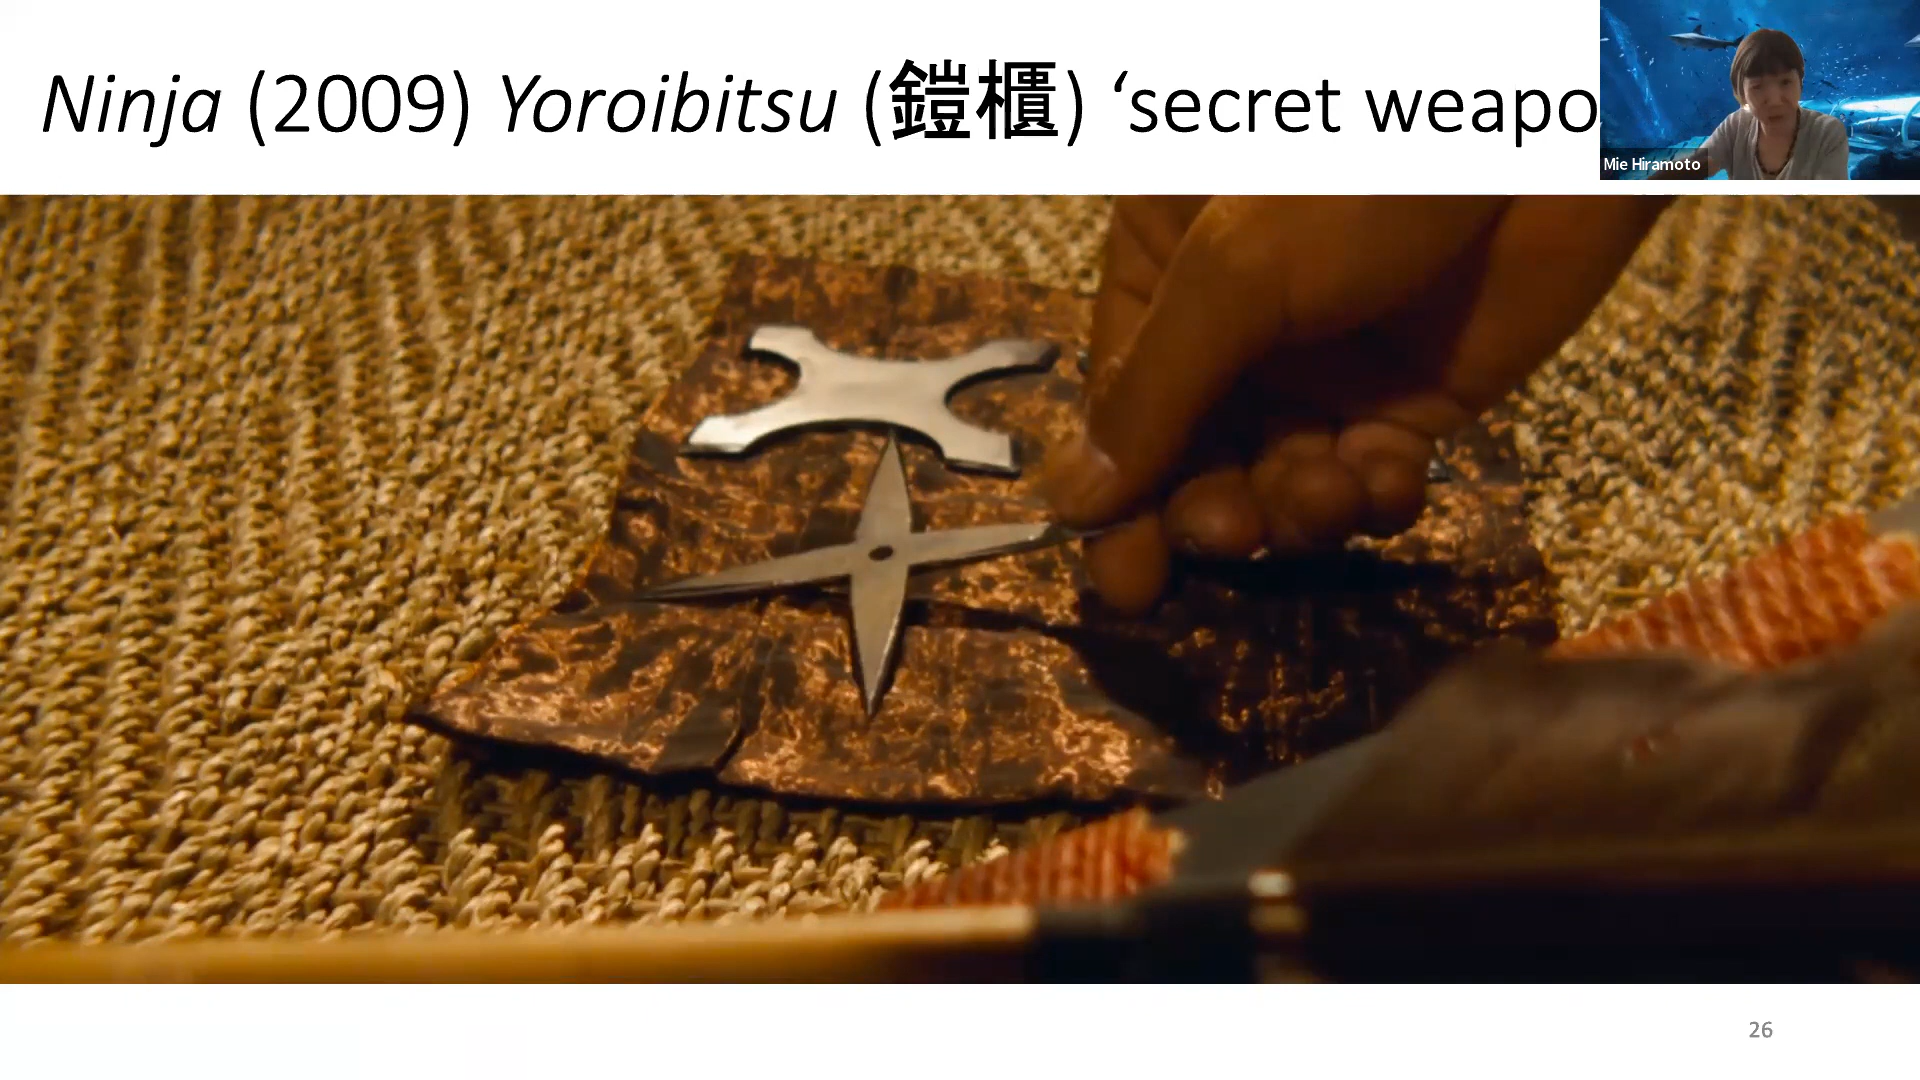 Ninja (2009) Yoroibitsu (鎧櫃) ‘secret weapo
Mie Hiramoto
26